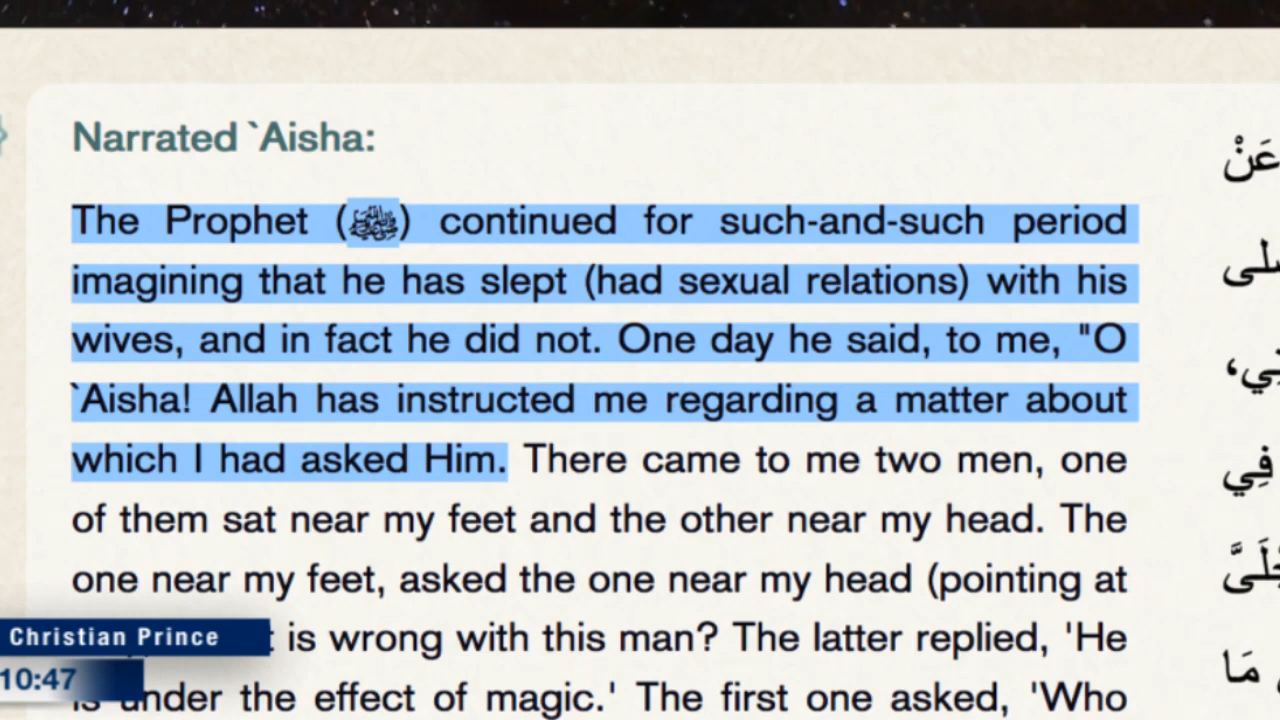 Narrated `Aisha:
The Prophet (ﷺ) continued for such-and-such period
imagining that he has slept (had sexual relations) with his
wives, and in fact he did not. One day he said, to me, "O
`Aisha! Allah has instructed me regarding a matter about
which I had asked Him. There came to me two men, one
of them sat near my feet and the other near my head. The
one near my feet, asked the one near my head (pointing at
is wrong with this man? The latter replied, 'He
is under the effect of magic.' The first one asked, 'Who
عَنْ
فِي
مَا
Christian Prince
10:47